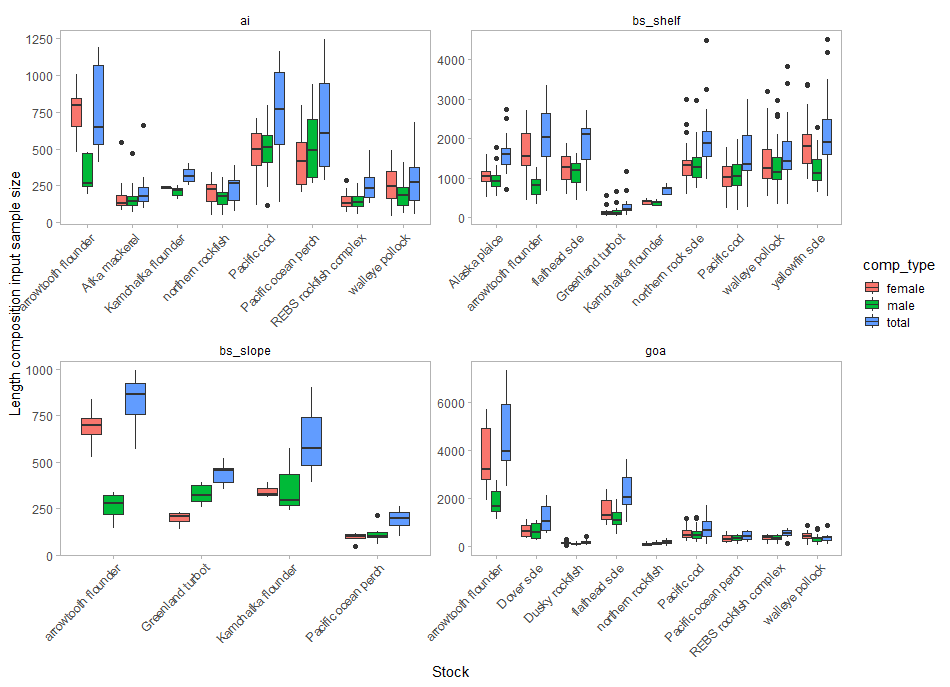 ai
bs_shelf
1250
1000
750
500
250
0
4000
3000
2000
1000
0
arrowtooth flounder
Atka mackerel
Kamchatka flounder
northern rockfish
Pacific cod
Pacific ocean perch
REBS rockfish complex
walleye pollock
Alaska plaice
arrowtooth flounder
flathead sole
Greenland turbot
Kamchatka flounder
northern rock sole
Pacific cod
walleye pollock
yellowfin sole
Length composition input sample size
comp_type
female
male
total
bs_slope
goa
1000
750
500
250
0
6000
4000
2000
0
arrowtooth flounder
Greenland turbot
Kamchatka flounder
Pacific ocean perch
arrowtooth flounder
Dover sole
Dusky rockfish
flathead sole
northern rockfish
Pacific cod
Pacific ocean perch
REBS rockfish complex
walleye pollock
Stock